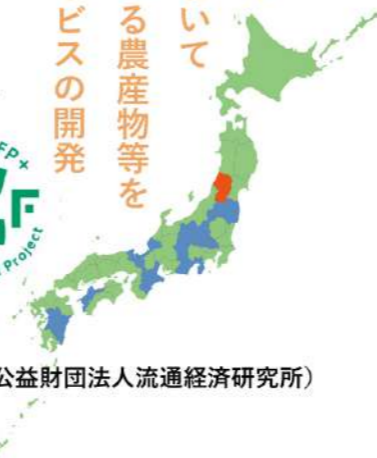 いて
る農産物等を
ビスの開発
FP+
Project
公益財団法人流通経済研究所）